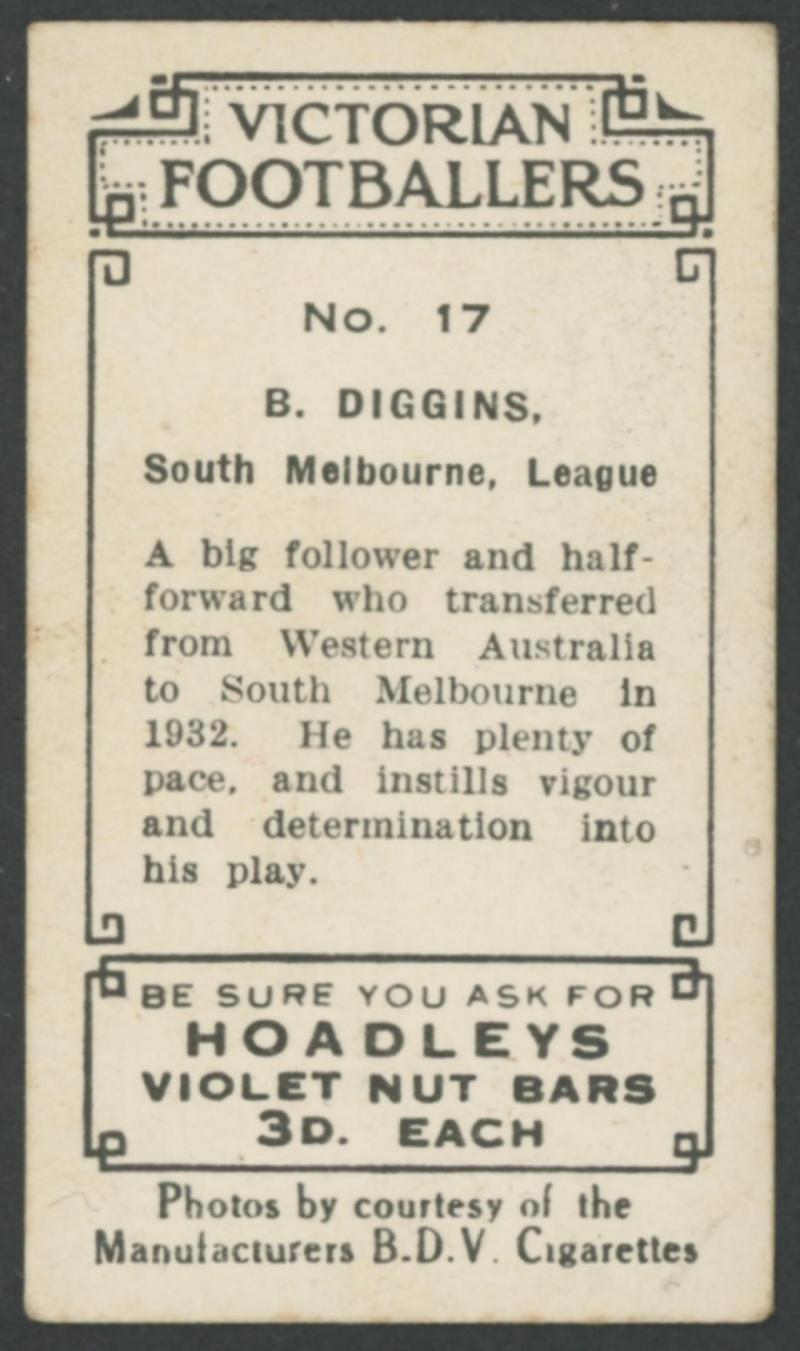 VICTORIAN
FOOTBALLERS
No. 17
B. DIGGINS,
South Melbourne, League
A big follower and half-
forward who transferred
from Western Australia
to South Melbourne in
1932. He has plenty of
pace, and instills vigour
and determination into
his play.
BE SURE YOU ASK FOR
HOADLEYS
VIOLET NUT BARS
3D. EACH
Photos by courtesy of the
Manufacturers B.D.V. Cigarettes